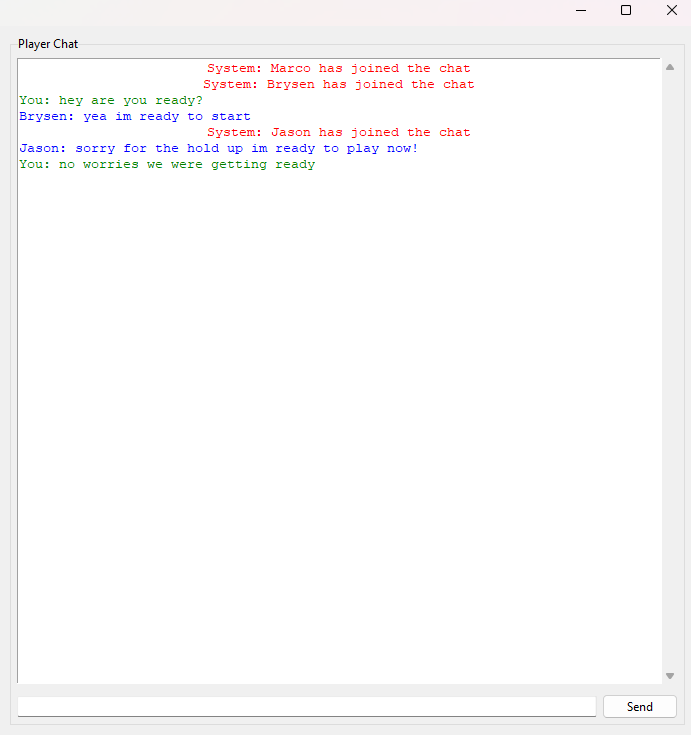 Player Chat
System: Marco has joined the chat
System: Brysen has joined the chat
You: hey are you ready?
Brysen: yea im ready to start
System: Jason has joined the chat
Jason: sorry for the hold up im ready to play now!
You: no worries we were getting ready
Send